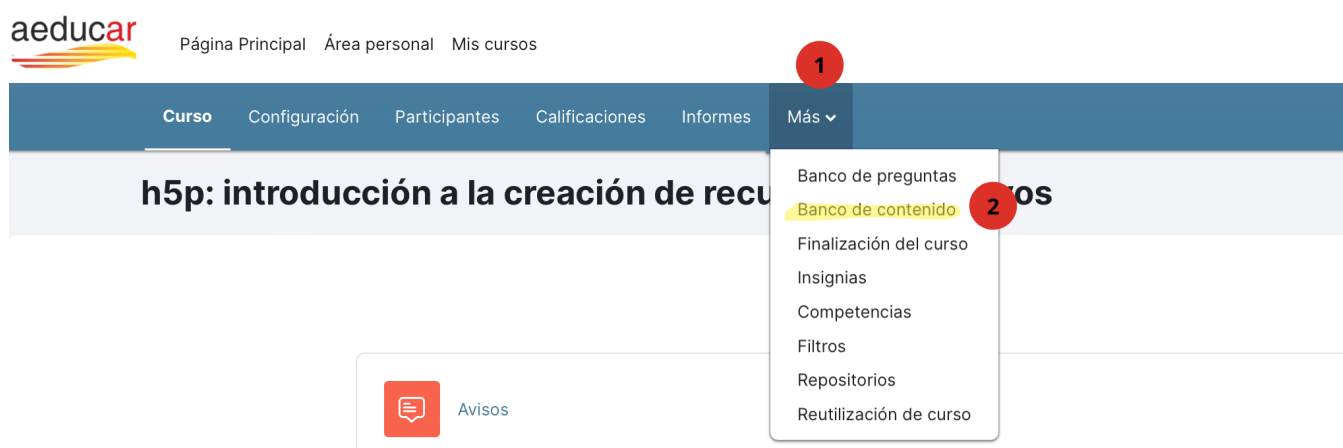 aeducar
Página Principal Área personal Mis cursos
1
Curso Configuración Participantes Calificaciones Informes Más
h5p: introducción a la creación de recu vos
Banco de preguntas
Banco de contenido 2
Finalización del curso
Insignias
Competencias
Filtros
Repositorios
Reutilización de curso
Avisos